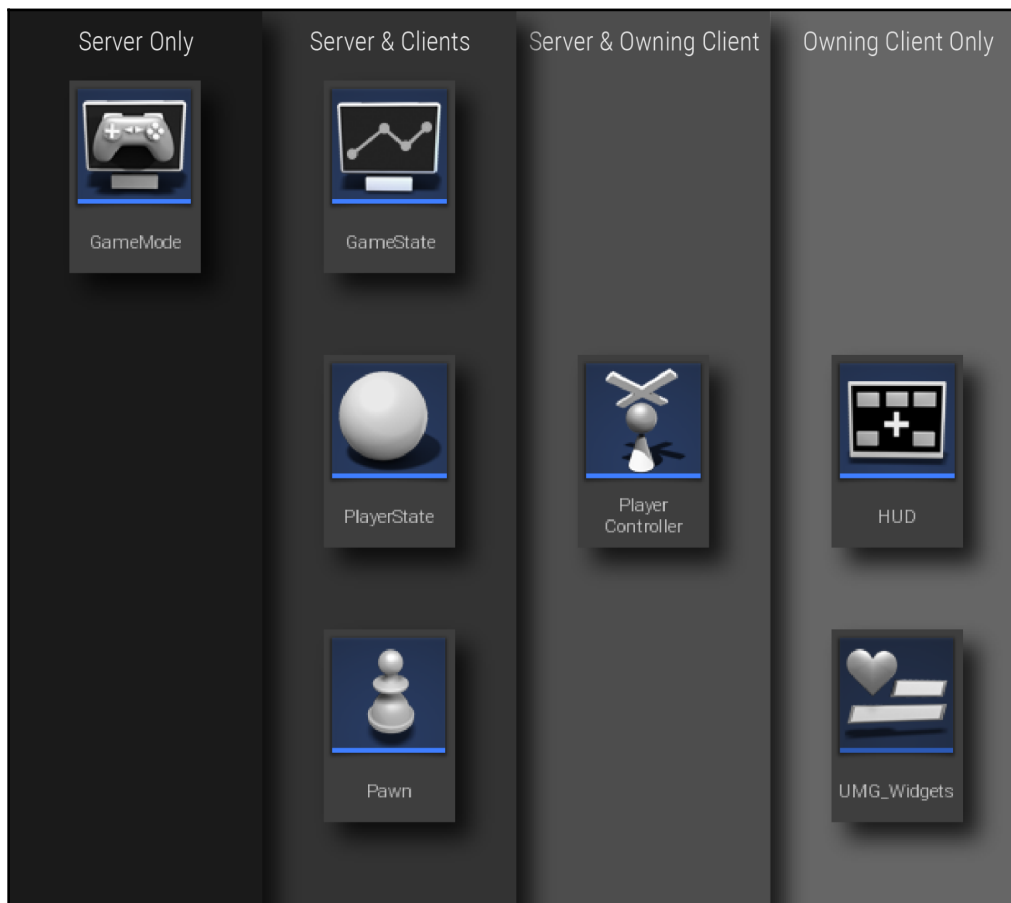 Server Only
Server & Clients
Server & Owning Client
Owning Client Only
GameMode
GameState
PlayerState
Player
Controller
HUD
Pawn
UMG_Widgets